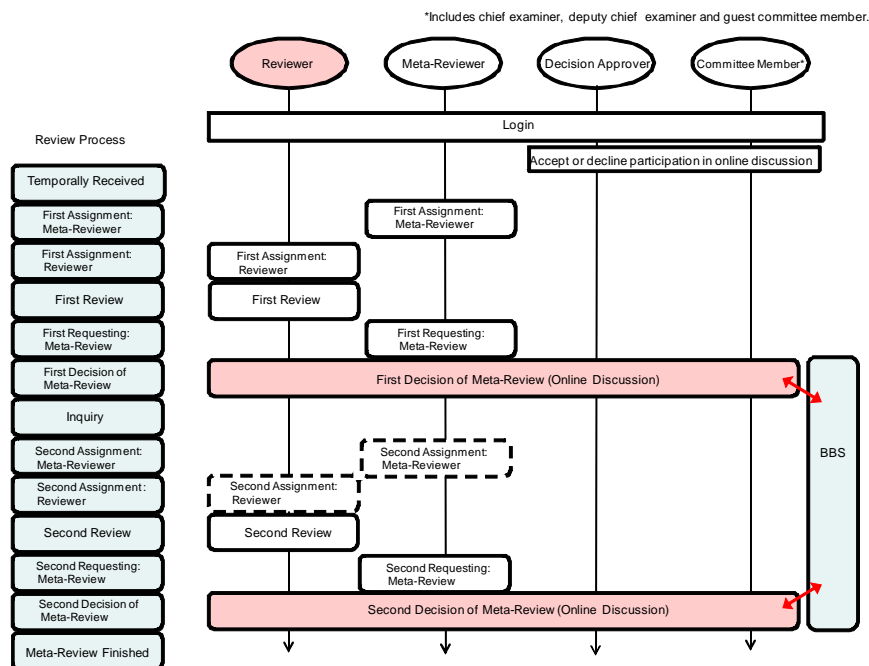 *Includes chief examiner, deputy chief examiner and guest committee member.
Reviewer
Meta-Reviewer
Decision Approver
Committee Member*
Login
Review Process
Accept or decline participation in online discussion
Temporally Received
First Assignment:
Meta-Reviewer
First Assignment:
Meta-Reviewer
First Assignment:
Reviewer
First Assignment:
Reviewer
First Review
First Review
First Requesting:
Meta-Review
First Requesting:
Meta-Review
First Decision of
Meta-Review
First Decision of Meta-Review (Online Discussion)
Inquiry
Second Assignment:
Meta-Reviewer
Second Assignment:
Meta-Reviewer
BBS
Second Assignment:
Reviewer
Second Assignment:
Reviewer
Second Review
Second Review
Second Requesting:
Meta-Review
Second Requesting:
Meta-Review
Second Decision of
Meta-Review
Second Decision of Meta-Review (Online Discussion)
Meta-Review Finished